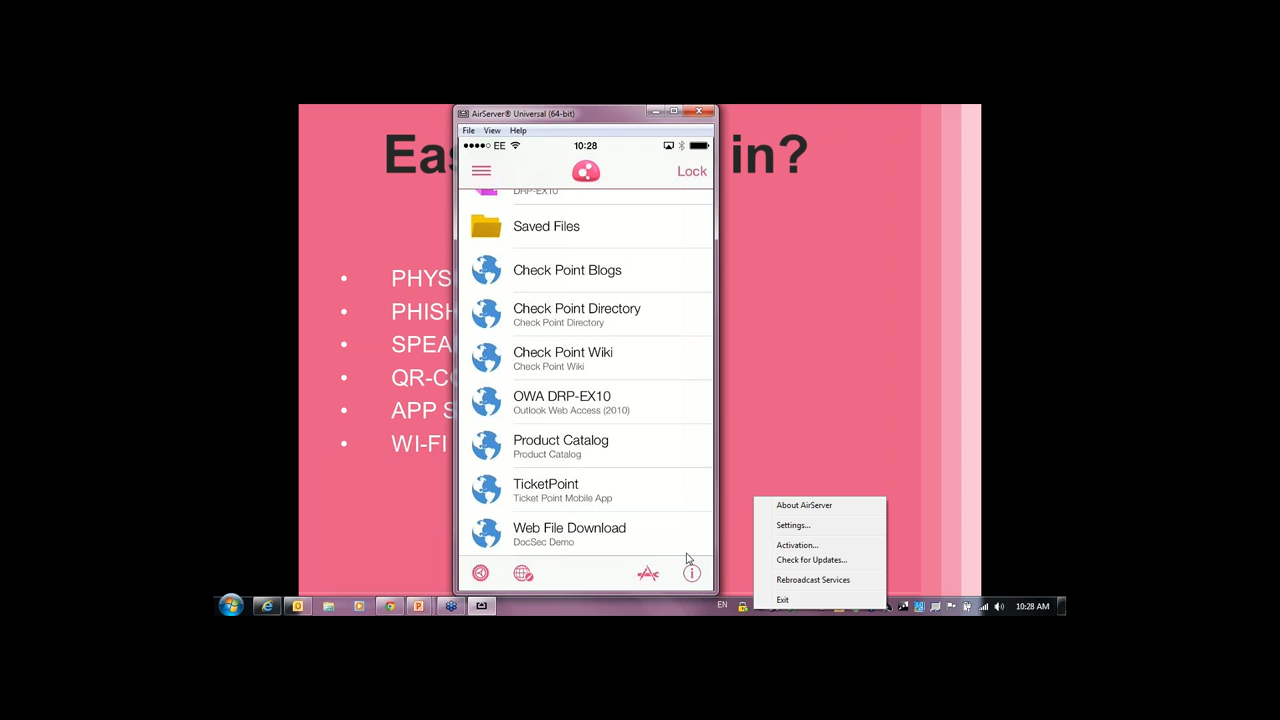 Eas in?
AirServer® Universal (64-bit)
File View Help
EE 10:28
Lock
DRP-EX10
Saved Files
Check Point Blogs
Check Point Directory
Check Point Directory
Check Point Wiki
Check Point Wiki
OWA DRP-EX10
Outlook Web Access (2010)
Product Catalog
Product Catalog
TicketPoint
Ticket Point Mobile App
Web File Download
DocSec Demo
• PHYS
• PHISH
• SPEA
• QR-CO
• APP S
• WI-FI
About AirServer
Settings...
Activation...
Check for Updates...
Rebroadcast Services
Exit
EN
10:28 AM